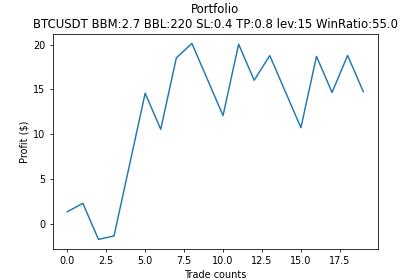 Portfolio
BTCUSDT BBM:2.7 BBL:220 SL:0.4 TP:0.8 lev:15 WinRatio:55.0
20
15
10
5
0
Profit ($)
0.0 2.5 5.0 7.5 10.0 12.5 15.0 17.5
Trade counts